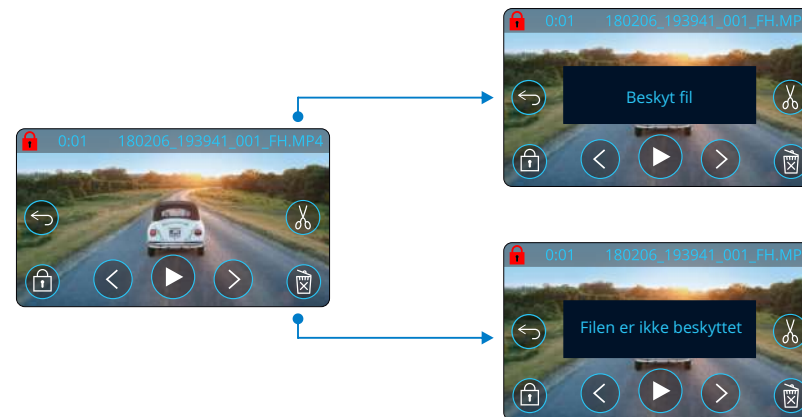 0:01 180206_193941_001_FH.MP4
0:01 180206_193941_001_FH.MP
Beskyt fil
0:01 180206_193941_001_FH.MP
Filen er ikke beskyttet